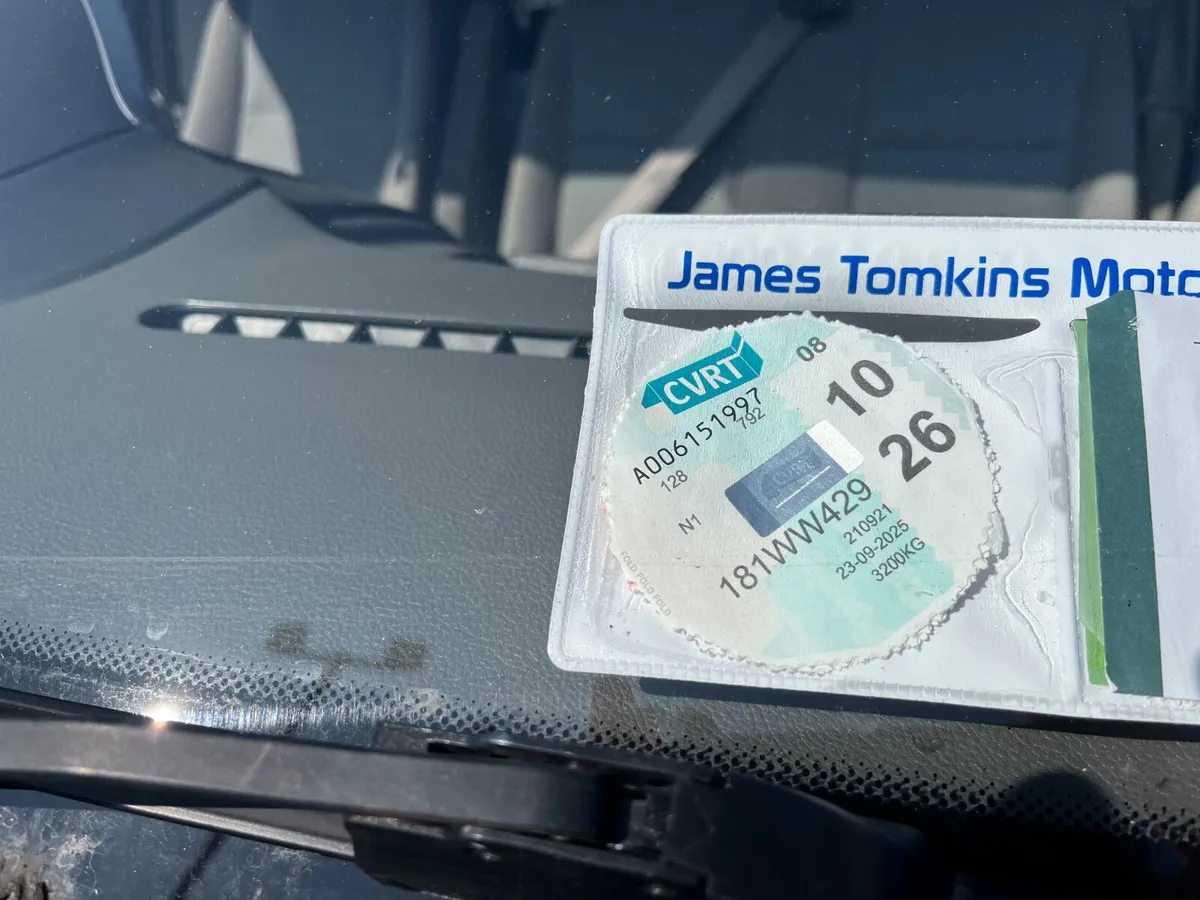 James Tomkins Moto
CVRT
08
A006151997
792
10
128
26
CVRT
N1
181WW429
210921
23-09-2025
3200KG
FOLD FOLD FOLD